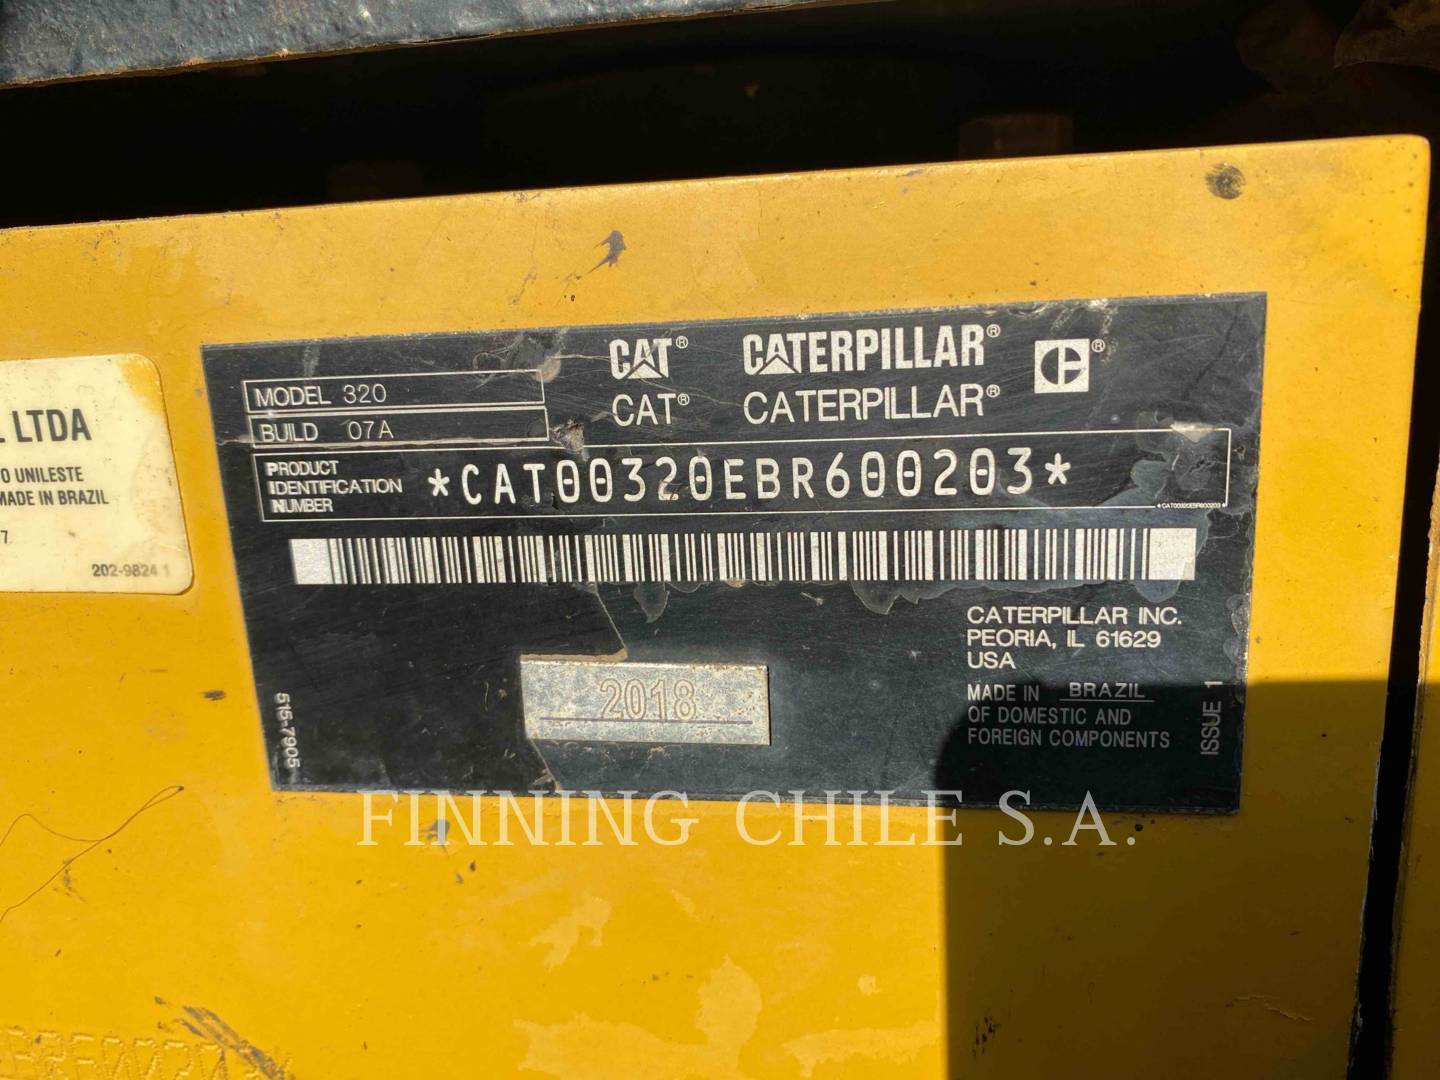 MODEL 320
BUILD 07A
CAT® CATERPILLAR® CE®
CAT® CATERPILLAR®
PRODUCT
IDENTIFICATION
NUMBER
*CAT00320EBR600203*
*CAT00320EBR600203*
CATERPILLAR INC.
PEORIA, IL 61629
USA
MADE IN BRAZIL
OF DOMESTIC AND
FOREIGN COMPONENTS
2018
515-7905
ISSUE 1
LTDA
O UNILESTE
MADE IN BRAZIL
7
202-9824 1
FINNING CHILE S.A.